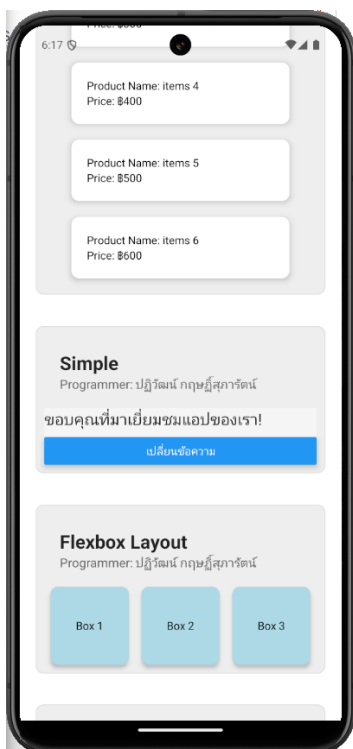 6:17
Product Name: items 4
Price: ฿400
Product Name: items 5
Price: ฿500
Product Name: items 6
Price: ฿600
Simple
Programmer: ปฏิวัฒน์ กฤษฎิ์สุภารัตน์
ขอบคุณที่มาเยี่ยมชมแอปของเรา!
เปลี่ยนข้อความ
Flexbox Layout
Programmer: ปฏิวัฒน์ กฤษฎิ์สุภารัตน์
Box 1
Box 2
Box 3